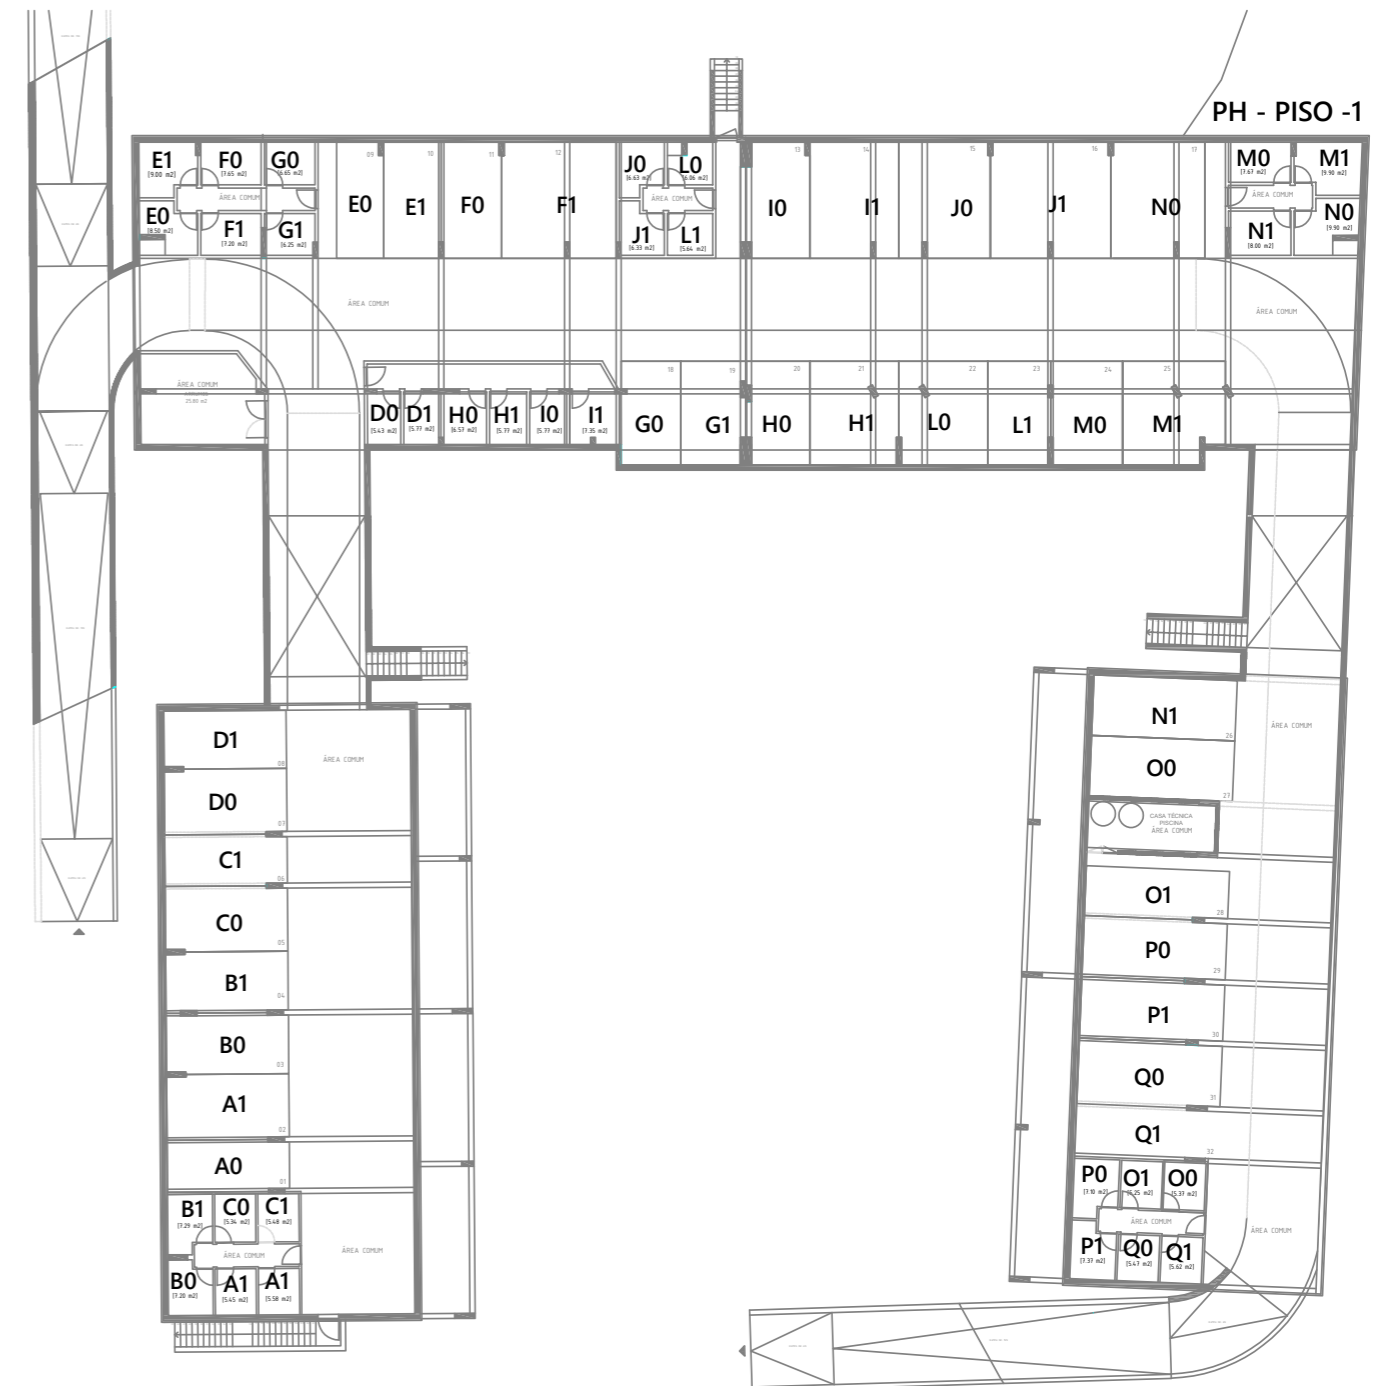 PH - PISO -1
E1
[9.00 m2]
F0
[7.65 m2]
G0
[6.65 m2]
ÁREA COMUM
E0
[8.50 m2]
F1
[7.20 m2]
G1
[6.25 m2]
09
E0
10
E1
11
F0
12
F1
J0
[6.63 m2]
L0
[6.06 m2]
ÁREA COMUM
J1
[6.33 m2]
L1
[5.64 m2]
13
I0
14
I1
15
J0
16
J1
17
N0
M0
[7.67 m2]
M1
[9.90 m2]
ÁREA COMUM
N1
[8.00 m2]
N0
[9.90 m2]
ÁREA COMUM
ÁREA COMUM
ÁREA COMUM
25.80 m2
D0
[5.43 m2]
D1
[5.77 m2]
H0
[6.57 m2]
H1
[5.77 m2]
I0
[5.77 m2]
I1
[7.35 m2]
18
G0
19
G1
20
H0
21
H1
22
L0
23
L1
24
M0
25
M1
D1
08
ÁREA COMUM
D0
07
C1
06
C0
05
B1
04
B0
03
A1
02
A0
01
B1
[7.29 m2]
C0
[5.34 m2]
C1
[5.48 m2]
ÁREA COMUM
ÁREA COMUM
B0
[7.20 m2]
A1
[5.45 m2]
A1
[5.58 m2]
N1
26
ÁREA COMUM
O0
27
CASA TÉCNICA
PISCINA
ÁREA COMUM
O1
28
P0
29
P1
30
Q0
31
Q1
32
P0
[7.10 m2]
O1
[5.25 m2]
O0
[5.37 m2]
ÁREA COMUM
ÁREA COMUM
P1
[7.37 m2]
Q0
[5.47 m2]
Q1
[5.62 m2]